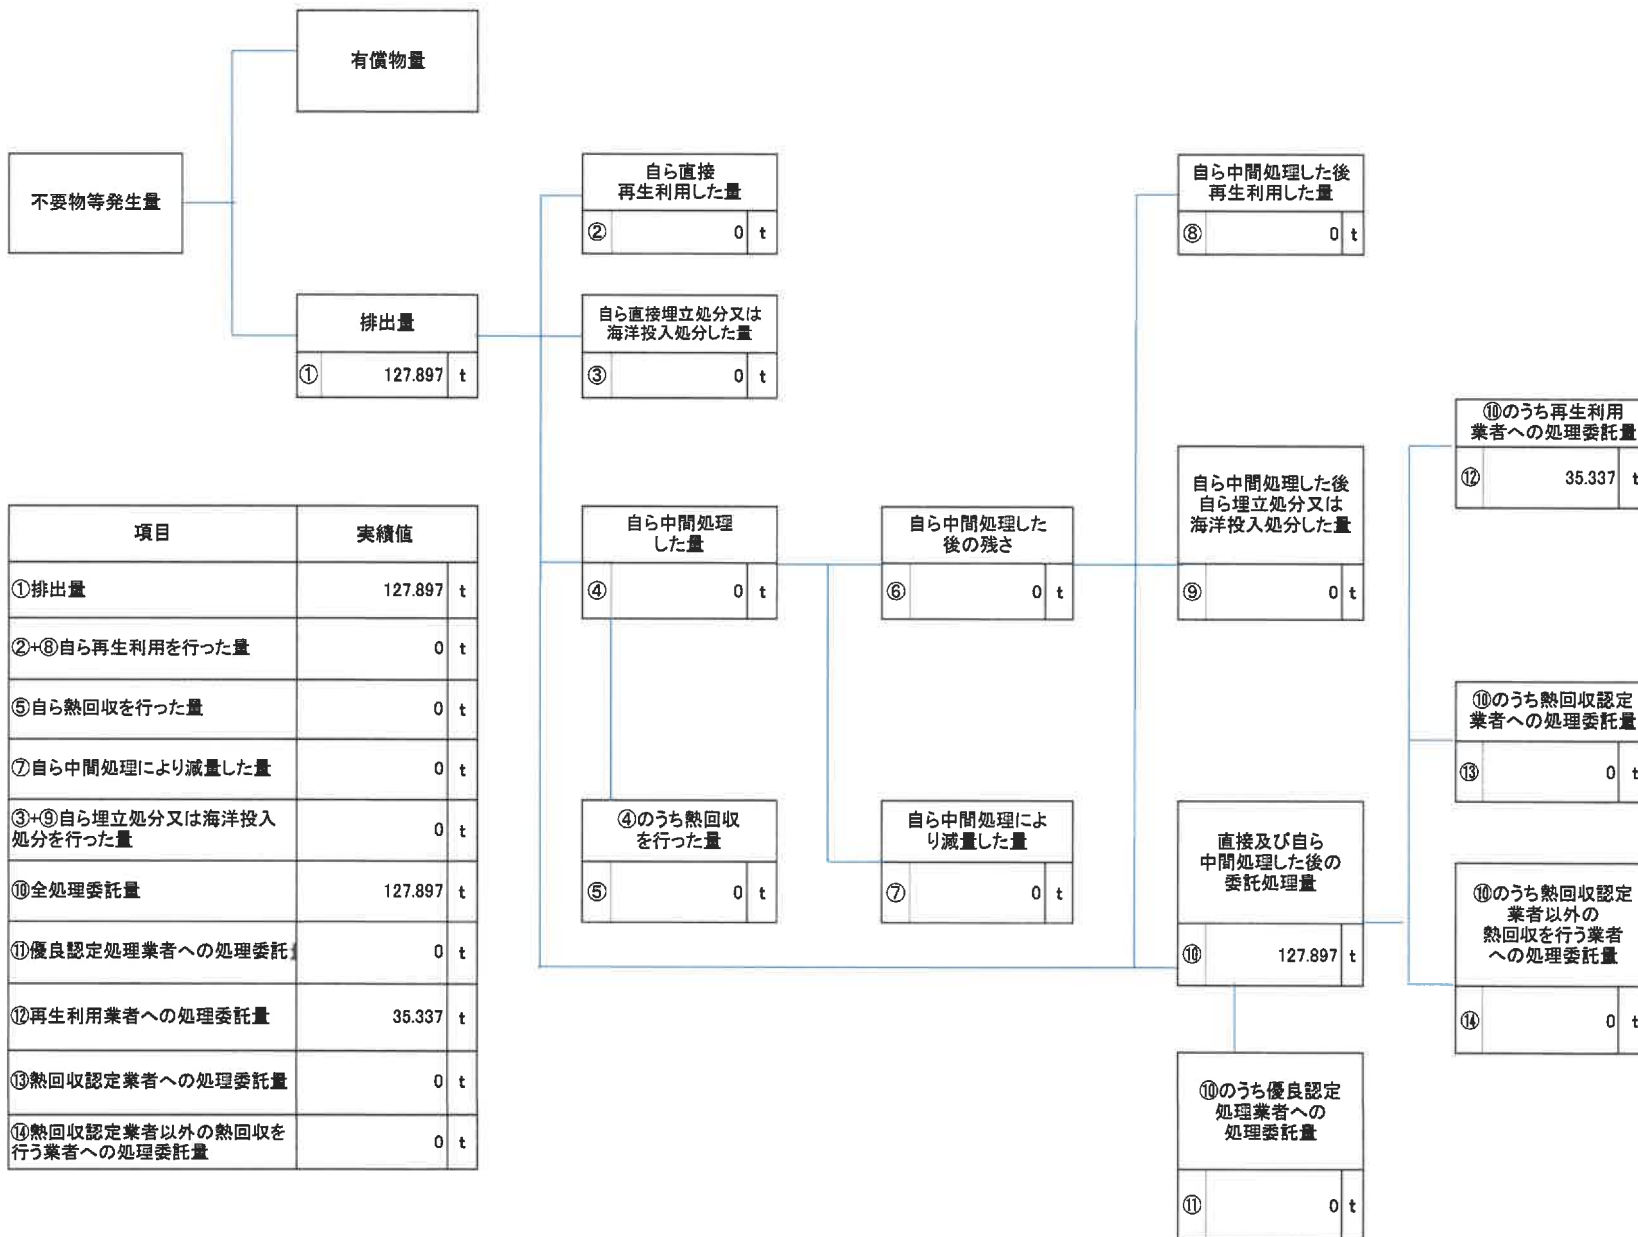 有償物量
不要物等発生量
排出量
① 127.897 t
自ら直接
再生利用した量
② 0 t
自ら直接埋立処分又は
海洋投入処分した量
③ 0 t
自ら中間処理
した量
④ 0 t
④のうち熱回収
を行った量
⑤ 0 t
自ら中間処理した
後の残さ
⑥ 0 t
自ら中間処理によ
り減量した量
⑦ 0 t
自ら中間処理した後
再生利用した量
⑧ 0 t
自ら中間処理した後
自ら埋立処分又は
海洋投入処分した量
⑨ 0 t
直接及び自ら
中間処理した後の
委託処理量
⑩ 127.897 t
⑩のうち優良認定
処理業者への
処理委託量
⑪ 0 t
⑩のうち再生利用
業者への処理委託量
⑫ 35.337 t
⑩のうち熱回収認定
業者への処理委託量
⑬ 0 t
⑩のうち熱回収認定
業者以外の
熱回収を行う業者
への処理委託量
⑭ 0 t
項目 実績値
①排出量 127.897 t
②+⑧自ら再生利用を行った量 0 t
⑤自ら熱回収を行った量 0 t
⑦自ら中間処理により減量した量 0 t
③+⑨自ら埋立処分又は海洋投入
処分を行った量 0 t
⑩全処理委託量 127.897 t
⑪優良認定処理業者への処理委託 0 t
⑫再生利用業者への処理委託量 35.337 t
⑬熱回収認定業者への処理委託量 0 t
⑭熱回収認定業者以外の熱回収を
行う業者への処理委託量 0 t